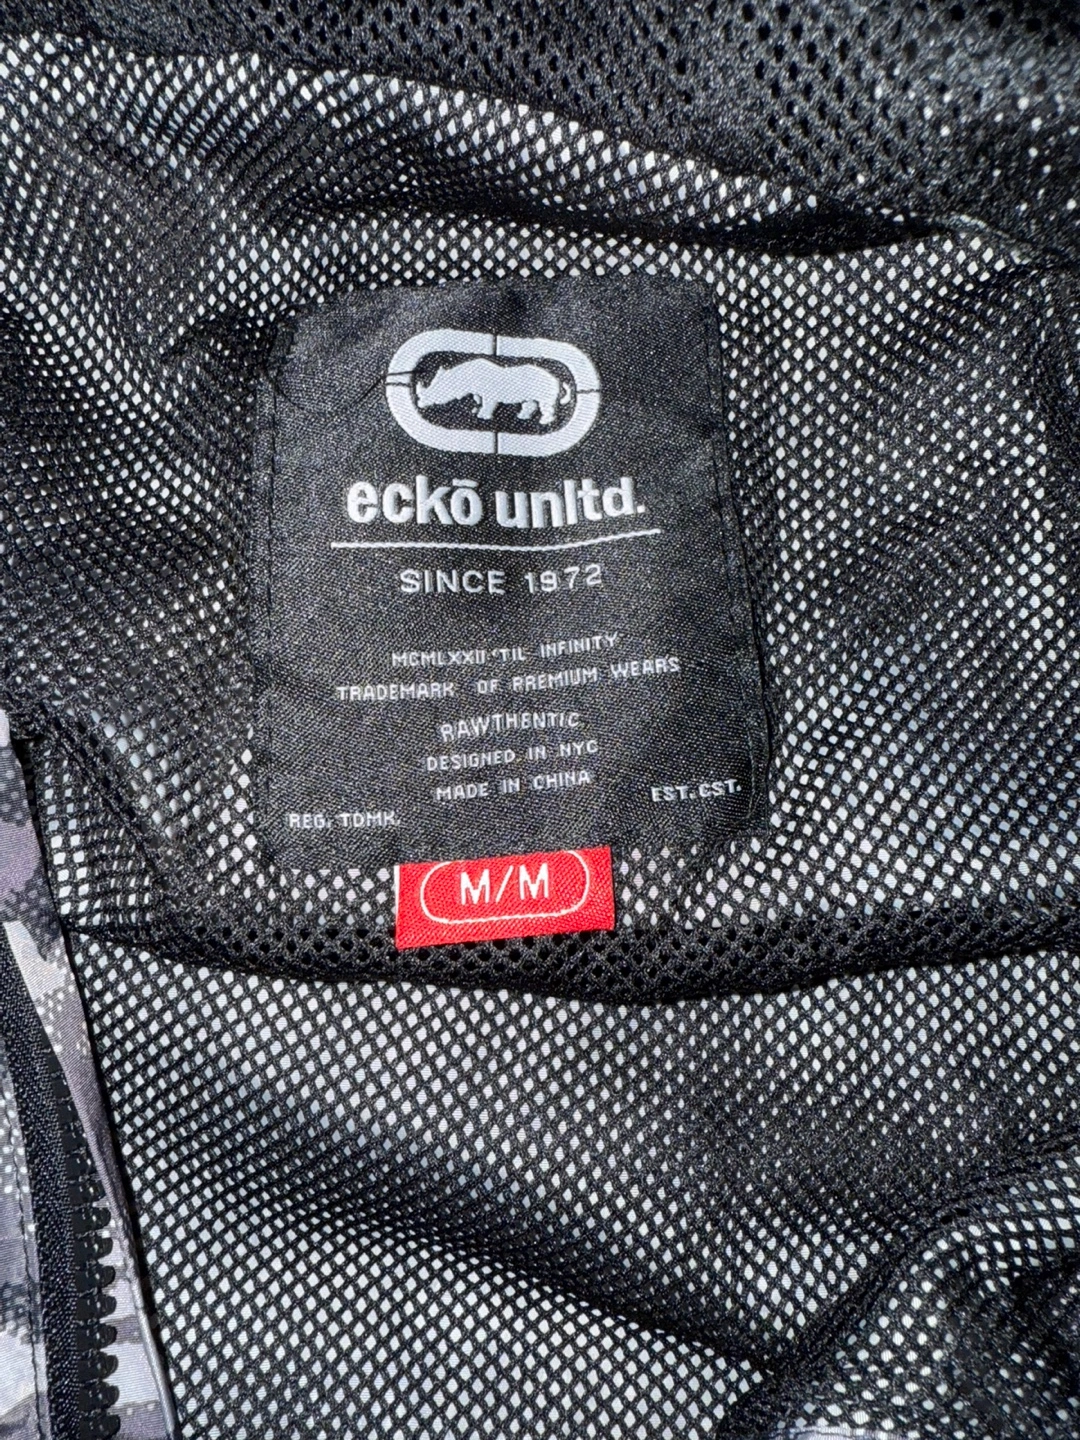 eckō unltd.
SINCE 1972
MCMLXXII 'TIL INFINITY
TRADEMARK OF PREMIUM WEARS
RAWTHENTIC
DESIGNED IN NYC
MADE IN CHINA
REG. TDMK.
EST. CST.
M/M